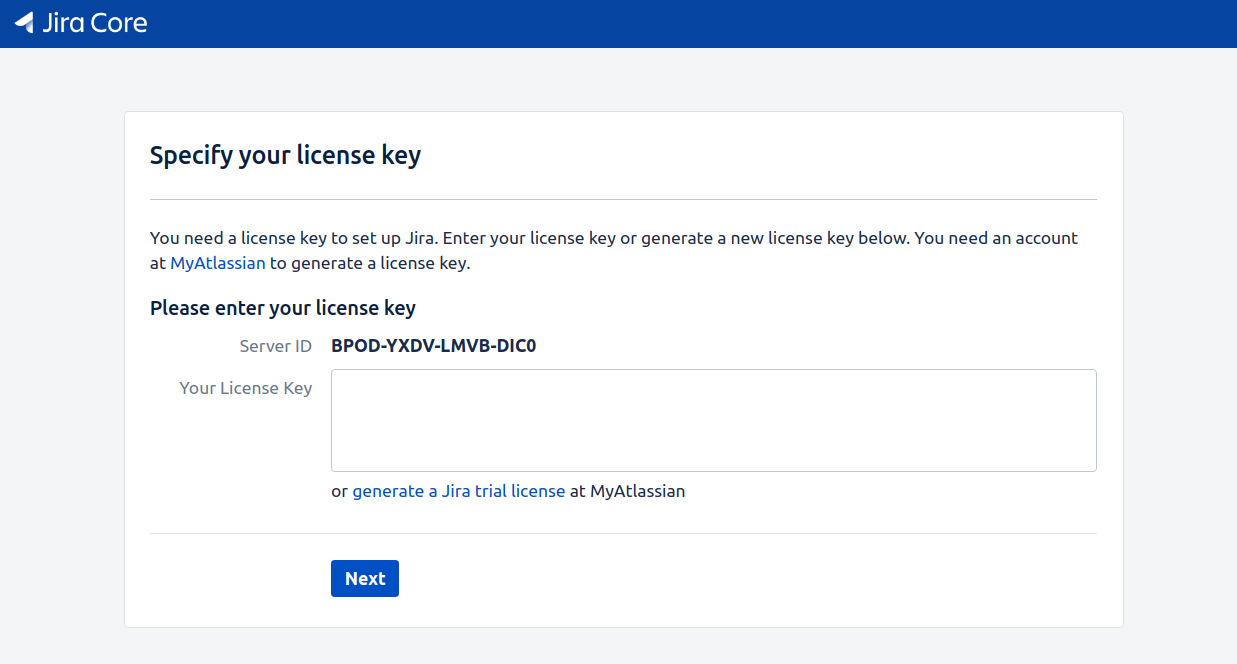 Jira Core
Specify your license key
You need a license key to set up Jira. Enter your license key or generate a new license key below. You need an account
at MyAtlassian to generate a license key.
Please enter your license key
Server ID BPOD-YXDV-LMVB-DIC0
Your License Key
or generate a Jira trial license at MyAtlassian
Next